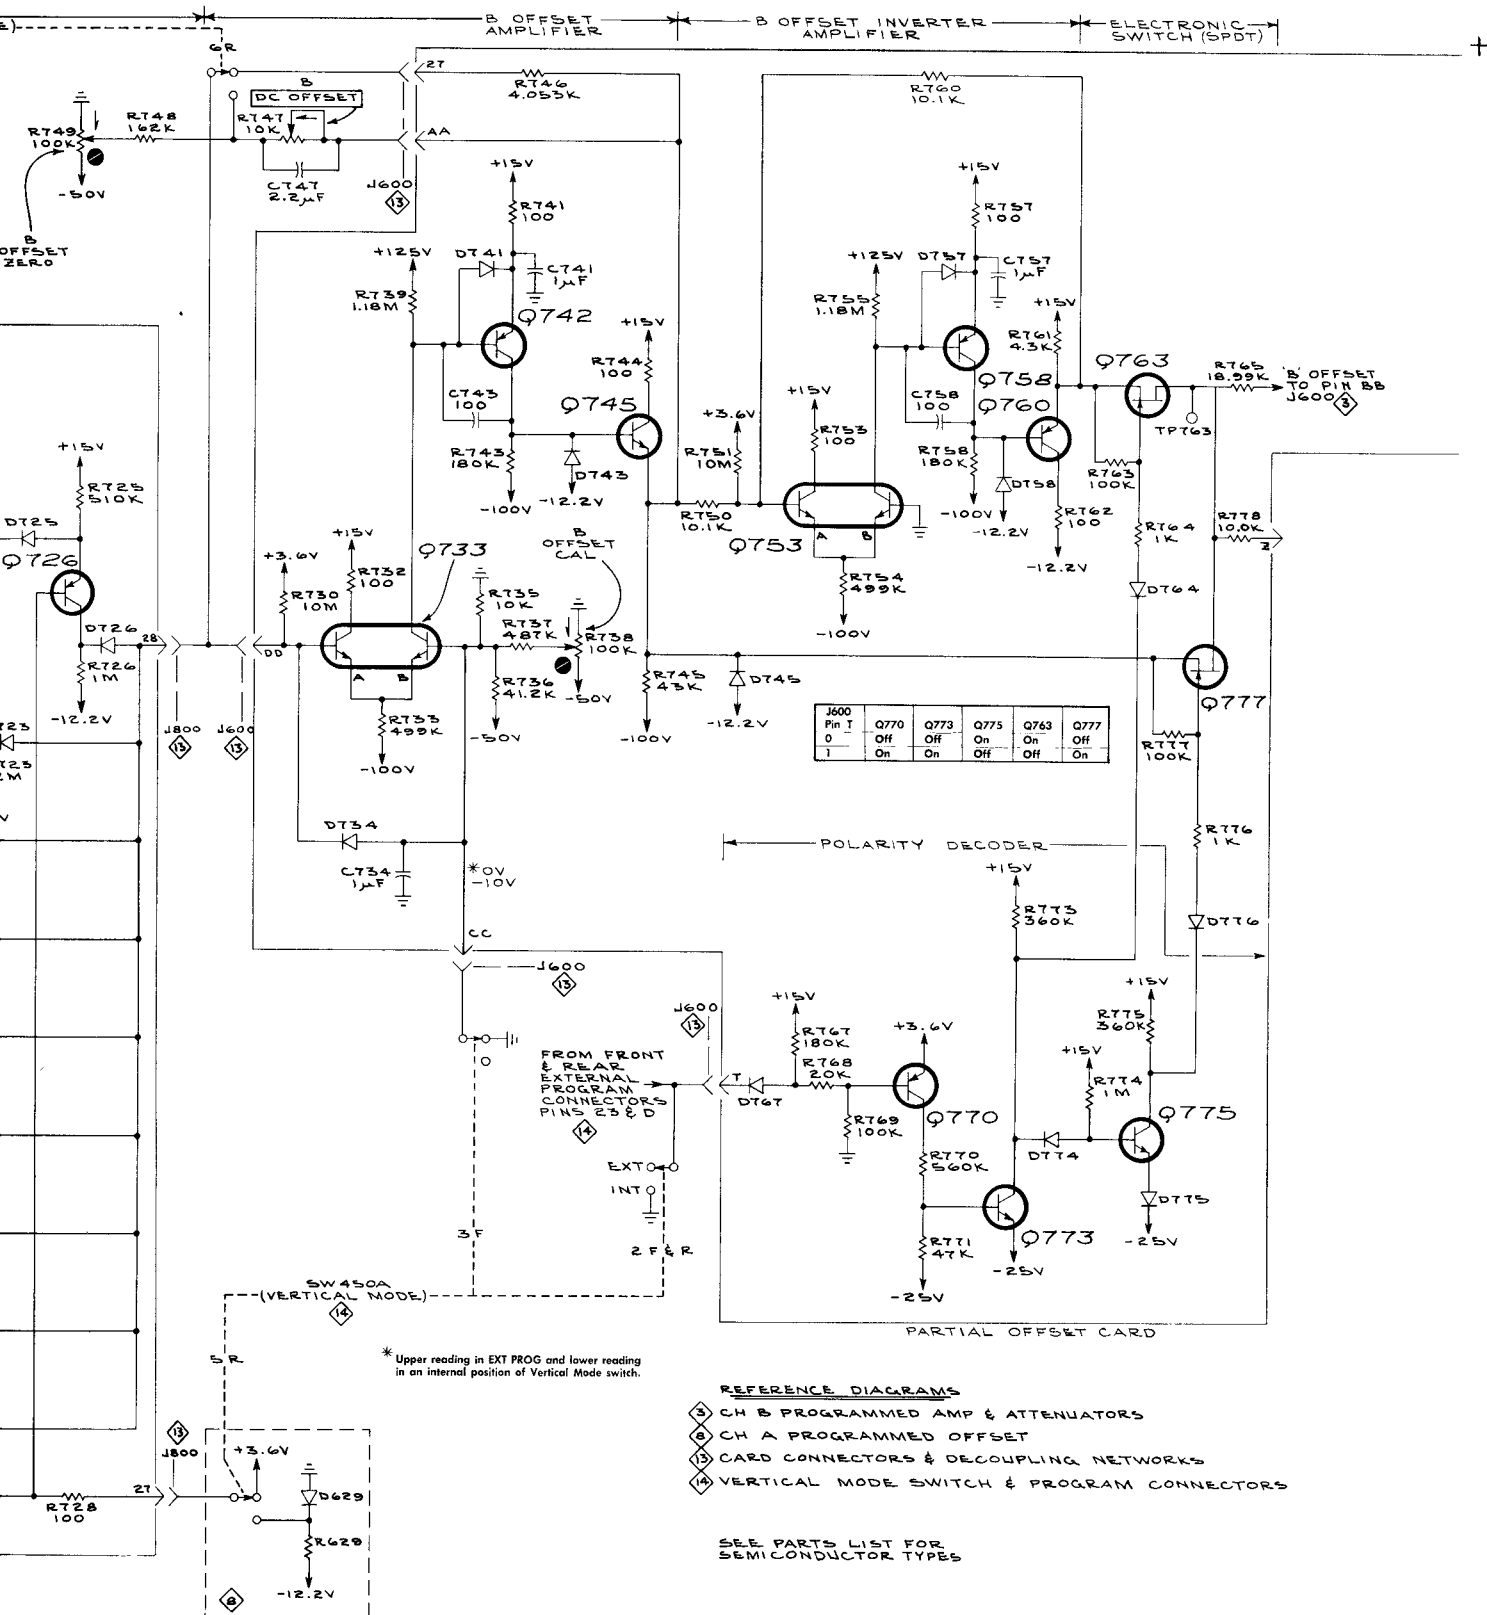 B OFFSET
AMPLIFIER
B OFFSET INVERTER
AMPLIFIER
ELECTRONIC
SWITCH (SPDT)
6R
27
R746
4.053K
R760
10.1K
B
DC OFFSET
R749
100K
R748
162K
R747
10K
AA
-50V
C747
2.2µF
J600
13
B
OFFSET
ZERO
+15V
R741
100
+125V
D741
C741
1µF
R739
1.18M
Q742
+15V
R744
100
C743
100
Q745
R743
180K
D743
-100V
-12.2V
+15V
R757
100
+125V
D757
C757
1µF
R755
1.18M
+15V
R761
4.3K
Q758
Q760
Q763
R765
18.99K
'B' OFFSET
TO PIN BB
J600
3
TP763
+15V
R753
100
C758
100
+3.6V
R751
10M
R758
180K
D758
R763
100K
-100V
-12.2V
R762
100
R764
1K
R778
10.0K
Z
R750
10.1K
Q753
A
B
-12.2V
D764
R754
499K
-100V
+15V
R725
510K
D725
Q726
D726
28
R726
1M
-12.2V
J800
13
J600
13
+3.6V
R730
10M
+15V
R732
100
Q733
B
OFFSET
CAL
R735
10K
R737
487K
R738
100K
DD
A
B
R736
41.2K
-50V
-50V
R733
499K
-100V
R745
43K
-100V
D745
-12.2V
J600
Pin T Q770 Q773 Q775 Q763 Q777
0 Off Off On On Off
1 On On Off Off On
Q777
R777
100K
D734
C734
1µF
* 0V
-10V
CC
J600
13
POLARITY DECODER
+15V
R773
360K
R776
1K
D776
+15V
R775
360K
J600
13
+15V
R767
180K
R768
20K
+3.6V
+15V
R774
1M
FROM FRONT
& REAR
EXTERNAL
PROGRAM
CONNECTORS
PINS 23 & D
14
T
D767
R769
100K
Q770
Q775
R770
560K
D774
D775
-25V
EXT
INT
Q773
R771
47K
-25V
-25V
3F
2 F & R
SW450A
(VERTICAL MODE)
14
5R
PARTIAL OFFSET CARD
* Upper reading in EXT PROG and lower reading
in an internal position of Vertical Mode switch.
REFERENCE DIAGRAMS
3 CH B PROGRAMMED AMP & ATTENUATORS
8 CH A PROGRAMMED OFFSET
13 CARD CONNECTORS & DECOUPLING NETWORKS
14 VERTICAL MODE SWITCH & PROGRAM CONNECTORS
SEE PARTS LIST FOR
SEMICONDUCTOR TYPES
13
J800
+3.6V
27
R728
100
D629
R629
-12.2V
8